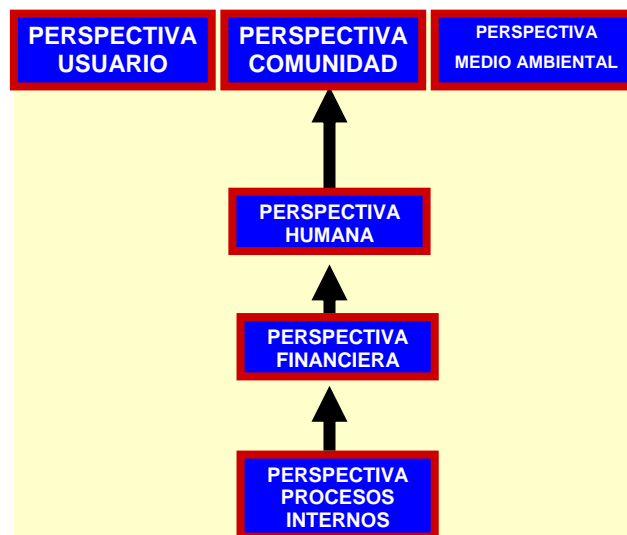 PERSPECTIVA
USUARIO
PERSPECTIVA
COMUNIDAD
PERSPECTIVA
MEDIO AMBIENTAL
PERSPECTIVA
HUMANA
PERSPECTIVA
FINANCIERA
PERSPECTIVA
PROCESOS
INTERNOS